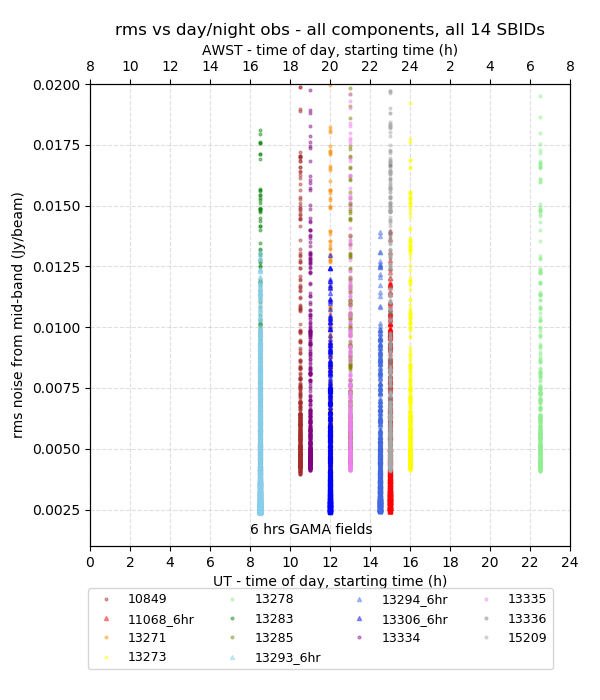 rms vs day/night obs - all components, all 14 SBIDs
AWST - time of day, starting time (h)
8 10 12 14 16 18 19 20 22 23 24 2 4 6 8
0.0200
0.0175
0.0150
0.0125
0.0100
0.0075
0.0050
0.0025
rms noise from mid-band (Jy/beam)
6 hrs GAMA fields
0 2 4 6 8 10 12 14 16 18 20 22 24
UT - time of day, starting time (h)
10849 13278 13294_6hr 13335
11068_6hr 13283 13306_6hr 13336
13271 13285 13334 15209
13273 13293_6hr